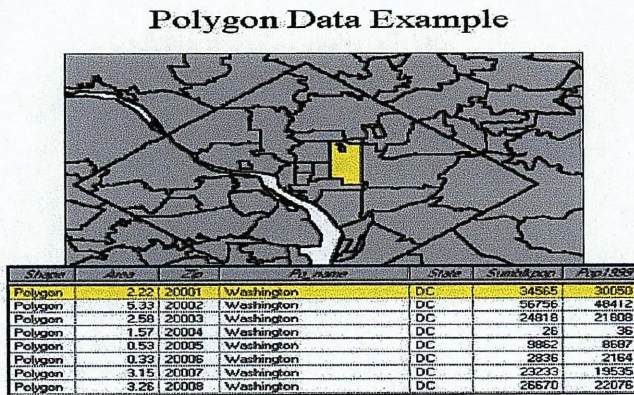 Polygon Data Example
Shape Area Zip Po_name State Sumblkpop Pop1999
Polygon 2.22 20001 Washington DC 34565 30050
Polygon 5.33 20002 Washington DC 56756 48412
Polygon 2.58 20003 Washington DC 24818 21808
Polygon 1.57 20004 Washington DC 26 36
Polygon 0.53 20005 Washington DC 9862 8687
Polygon 0.33 20006 Washington DC 2836 2164
Polygon 3.15 20007 Washington DC 23233 19535
Polygon 3.26 20008 Washington DC 26670 22076